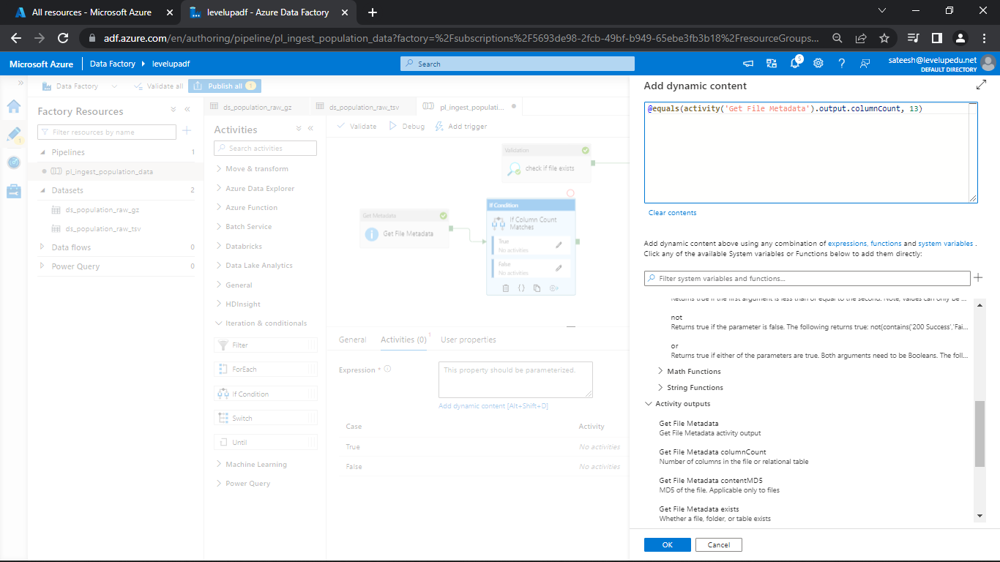 All resources - Microsoft Azure
levelupadf - Azure Data Factory
adf.azure.com/en/authoring/pipeline/pl_ingest_population_data?factory=%2Fsubscriptions%2F5693de98-2fcb-49bf-b949-65ebe3fb3b18%2FresourceGroups...
Microsoft Azure
Data Factory
levelupadf
Search
5
sateesh@levelupedu.net
DEFAULT DIRECTORY
Data Factory
Validate all
Publish all
1
1
Factory Resources
Filter resources by name
Pipelines
1
pl_ingest_population_data
Datasets
2
ds_population_raw_gz
ds_population_raw_tsv
Data flows
0
Power Query
0
ds_population_raw_gz
ds_population_raw_tsv
pl_ingest_populati...
Activities
Search activities
Move & transform
Azure Data Explorer
Azure Function
Batch Service
Databricks
Data Lake Analytics
General
HDInsight
Iteration & conditionals
Filter
ForEach
If Condition
Switch
Until
Machine Learning
Power Query
Validate
Debug
Add trigger
Validation
check if file exists
Get Metadata
Get File Metadata
If Condition
If Column Count
Matches
True
No activities
False
No activities
General
Activities (0)
1
User properties
Expression *
This property should be parameterized.
Add dynamic content [Alt+Shift+D]
Case
Activity
True
No activities
False
No activities
Add dynamic content
@equals(activity('Get File Metadata').output.columnCount, 13)
Clear contents
Add dynamic content above using any combination of expressions, functions and system variables .
Click any of the available System variables or Functions below to add them directly:
Filter system variables and functions...
Returns true if the first argument is less than or equal to the second. Note, values can only be ...
not
Returns true if the parameter is false. The following returns true: not(contains('200 Success','Fai...
or
Returns true if either of the parameters are true. Both arguments need to be Booleans. The foll...
Math Functions
String Functions
Activity outputs
Get File Metadata
Get File Metadata activity output
Get File Metadata columnCount
Number of columns in the file or relational table
Get File Metadata contentMD5
MD5 of the file. Applicable only to files
Get File Metadata exists
Whether a file, folder, or table exists
OK
Cancel